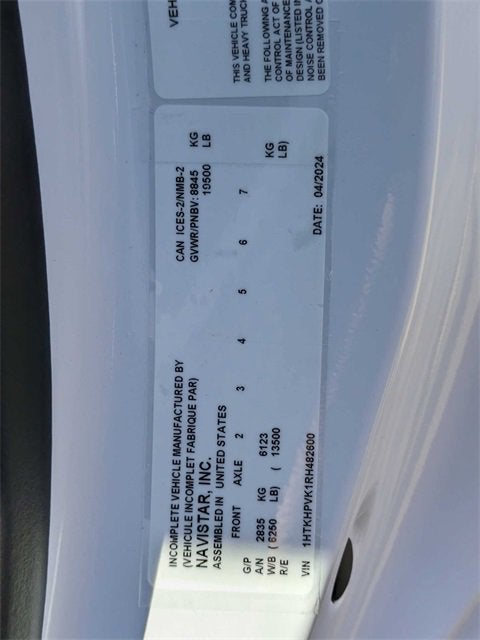 INCOMPLETE VEHICLE MANUFACTURED BY
(VEHICULE INCOMPLET FABRIQUE PAR)
NAVISTAR, INC.
ASSEMBLED IN UNITED STATES
CAN ICES-2/NMB-2
GVWR/PNBV: 8845 KG
19500 LB
FRONT AXLE 2 3 4 5 6 7
G/P
A/N 2835 KG 6123 KG
W/B ( 6250 LB) ( 13500 LB)
R/E
VIN 1HTKHPVK1RH482600 DATE: 04/2024
VEH
THIS VEHICLE COM
AND HEAVY TRUC
THE FOLLOWING A
CONTROL ACT OF
OF MAINTENANCE
DESIGN (LISTED I
NOISE CONTROL A
BEEN REMOVED O